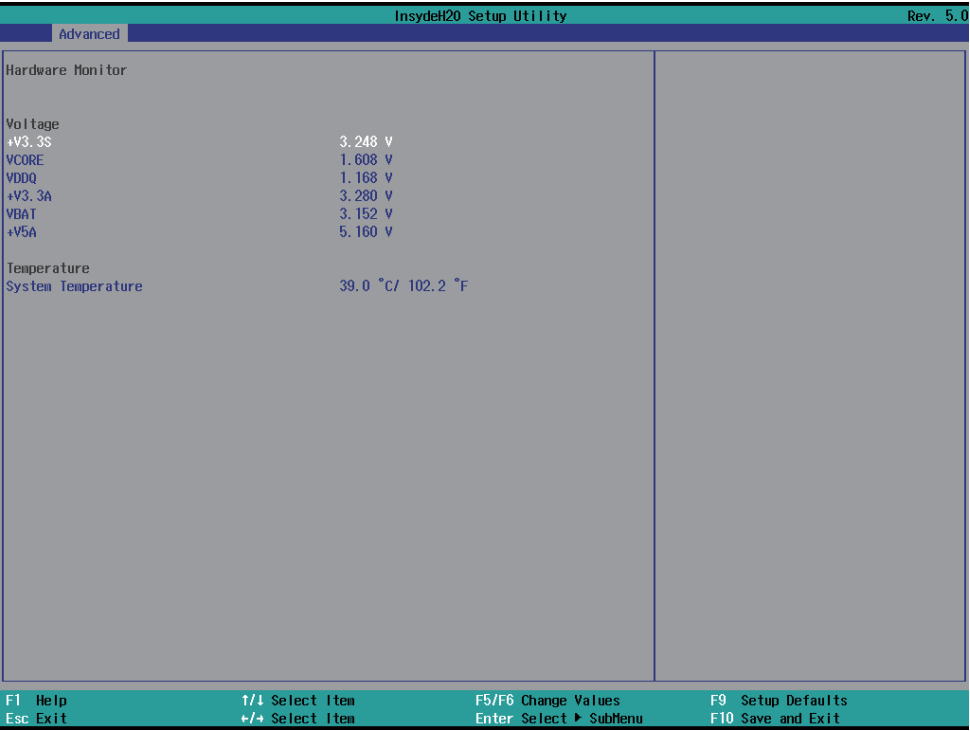 InsydeH2O Setup Utility Rev. 5.0
Advanced
Hardware Monitor
Voltage
+V3.3S 3.248 V
VCORE 1.608 V
VDDQ 1.168 V
+V3.3A 3.280 V
VBAT 3.152 V
+V5A 5.160 V
Temperature
System Temperature 39.0 °C/ 102.2 °F
F1 Help ↑/↓ Select Item F5/F6 Change Values F9 Setup Defaults
Esc Exit ←/→ Select Item Enter Select ▶ SubMenu F10 Save and Exit